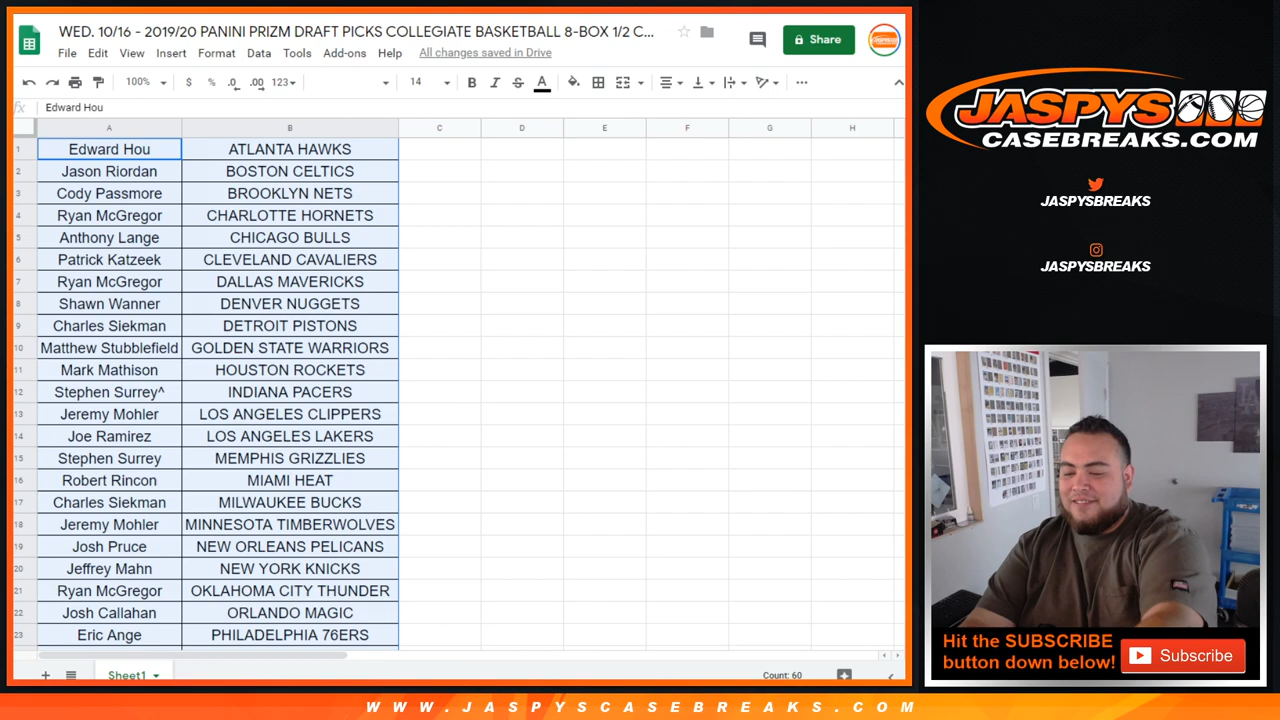 WED. 10/16 - 2019/20 PANINI PRIZM DRAFT PICKS COLLEGIATE BASKETBALL 8-BOX 1/2 C...
Share
File Edit View Insert Format Data Tools Add-ons Help All changes saved in Drive
100% $ % .0 .00 123 14 B I S A
fx Edward Hou
A B C D E F G H
1 Edward Hou ATLANTA HAWKS
2 Jason Riordan BOSTON CELTICS
3 Cody Passmore BROOKLYN NETS
4 Ryan McGregor CHARLOTTE HORNETS
5 Anthony Lange CHICAGO BULLS
6 Patrick Katzeek CLEVELAND CAVALIERS
7 Ryan McGregor DALLAS MAVERICKS
8 Shawn Wanner DENVER NUGGETS
9 Charles Siekman DETROIT PISTONS
10 Matthew Stubblefield GOLDEN STATE WARRIORS
11 Mark Mathison HOUSTON ROCKETS
12 Stephen Surrey^ INDIANA PACERS
13 Jeremy Mohler LOS ANGELES CLIPPERS
14 Joe Ramirez LOS ANGELES LAKERS
15 Stephen Surrey MEMPHIS GRIZZLIES
16 Robert Rincon MIAMI HEAT
17 Charles Siekman MILWAUKEE BUCKS
18 Jeremy Mohler MINNESOTA TIMBERWOLVES
19 Josh Pruce NEW ORLEANS PELICANS
20 Jeffrey Mahn NEW YORK KNICKS
21 Ryan McGregor OKLAHOMA CITY THUNDER
22 Josh Callahan ORLANDO MAGIC
23 Eric Ange PHILADELPHIA 76ERS
Sheet1 Count: 60
JASPYS
CASEBREAKS.COM
JASPYSBREAKS
JASPYSBREAKS
Hit the SUBSCRIBE
button down below!
Subscribe
WWW.JASPYSCASEBREAKS.COM